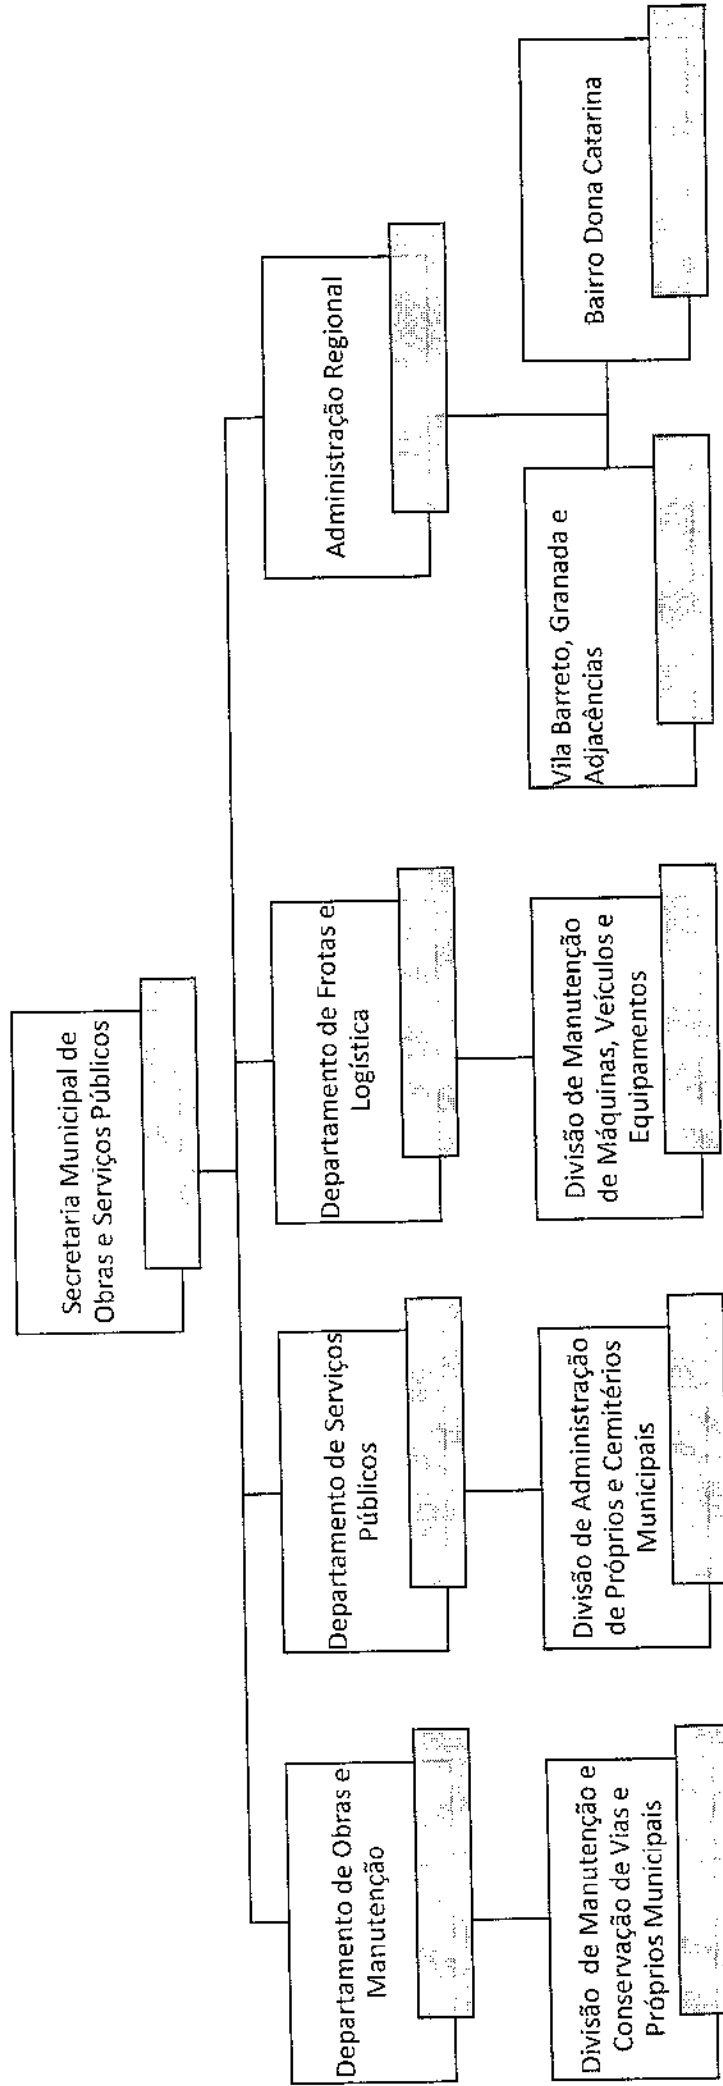 Secretaria Municipal de
Obras e Serviços Públicos
Departamento de Obras e
Manutenção
Departamento de Serviços
Públicos
Departamento de Frotas e
Logística
Administração Regional
Divisão de Manutenção e
Conservação de Vias e
Próprios Municipais
Divisão de Administração
de Próprios e Cemitérios
Municipais
Divisão de Manutenção
de Máquinas, Veículos e
Equipamentos
Vila Barreto, Granada e
Adjacências
Bairro Dona Catarina